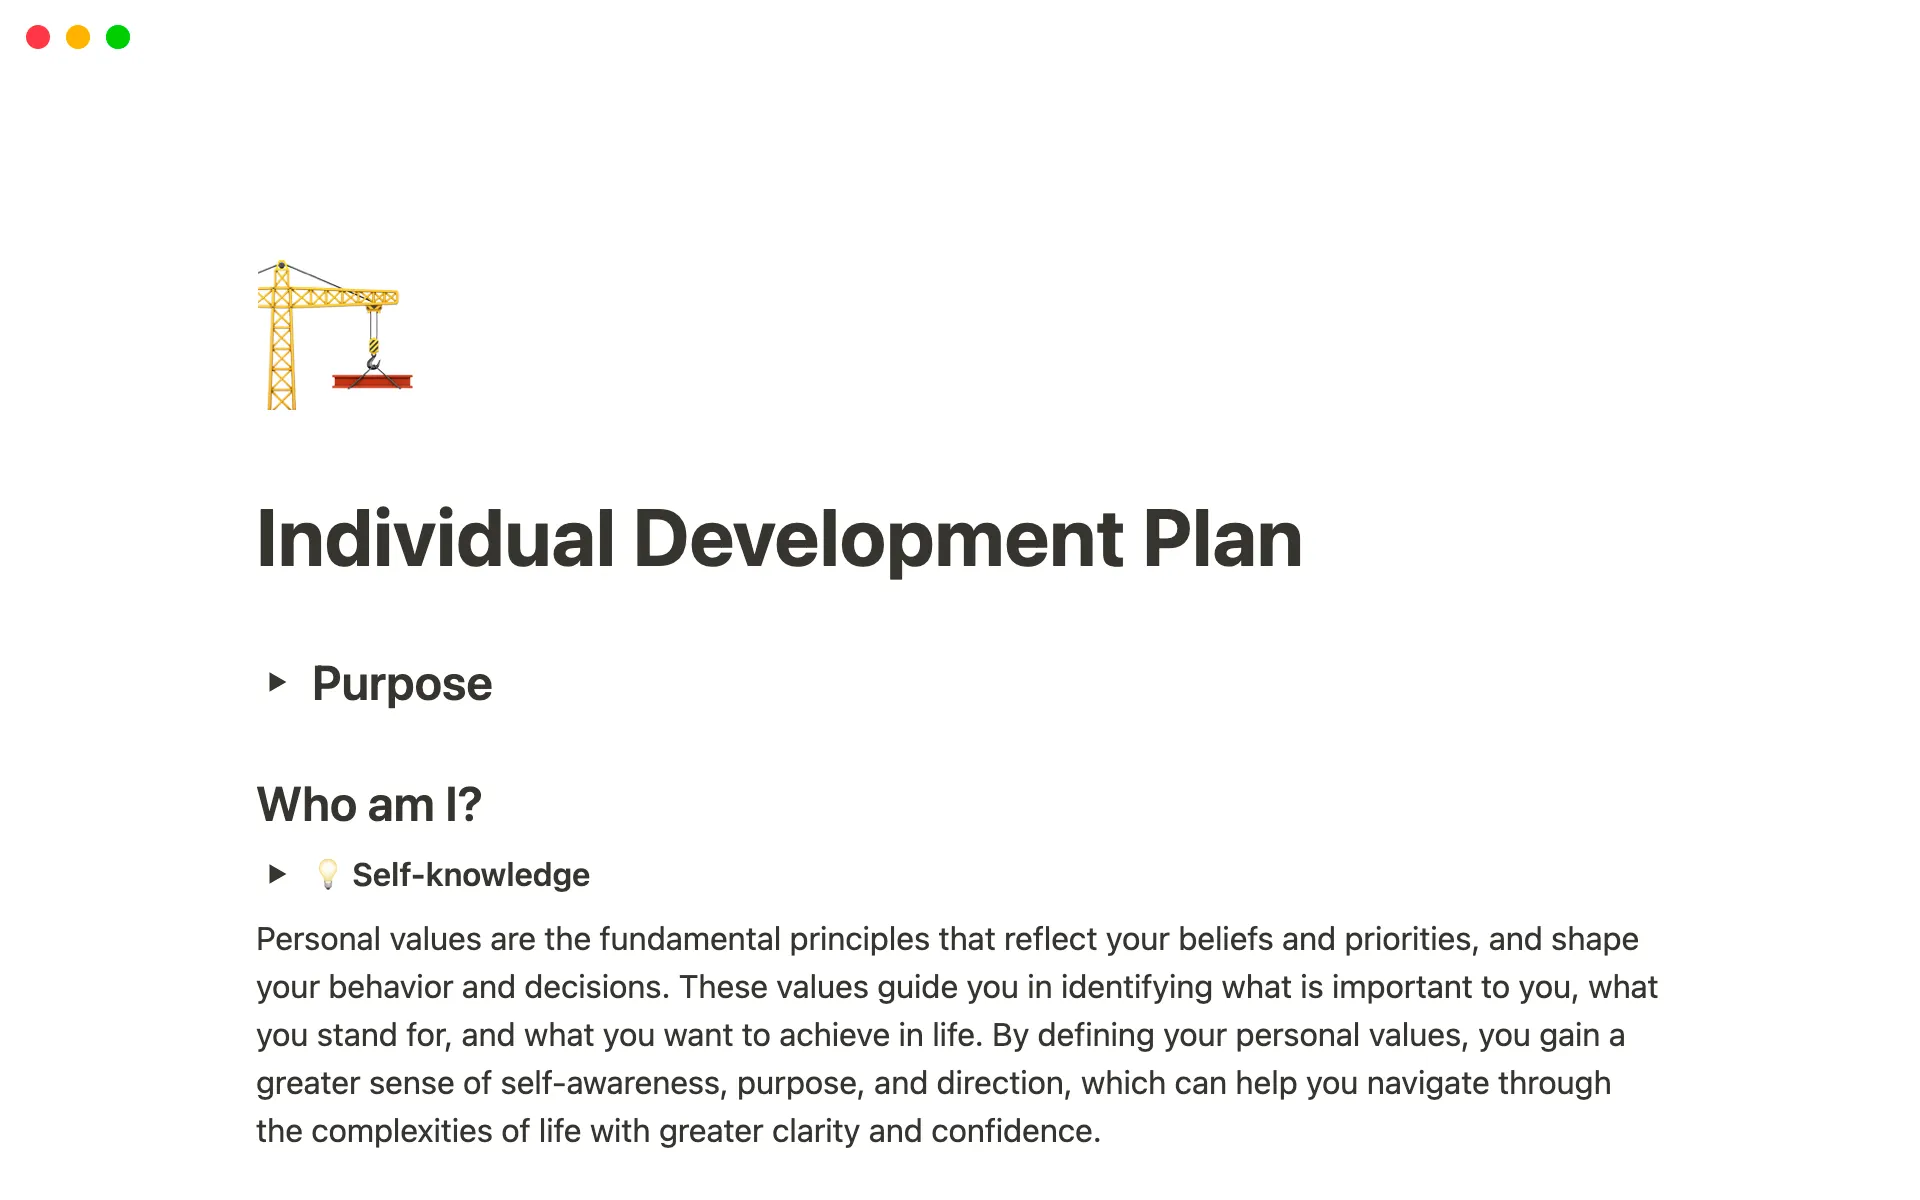 Individual Development Plan
Purpose
Who am I?
💡 Self-knowledge
Personal values are the fundamental principles that reflect your beliefs and priorities, and shape
your behavior and decisions. These values guide you in identifying what is important to you, what
you stand for, and what you want to achieve in life. By defining your personal values, you gain a
greater sense of self-awareness, purpose, and direction, which can help you navigate through
the complexities of life with greater clarity and confidence.